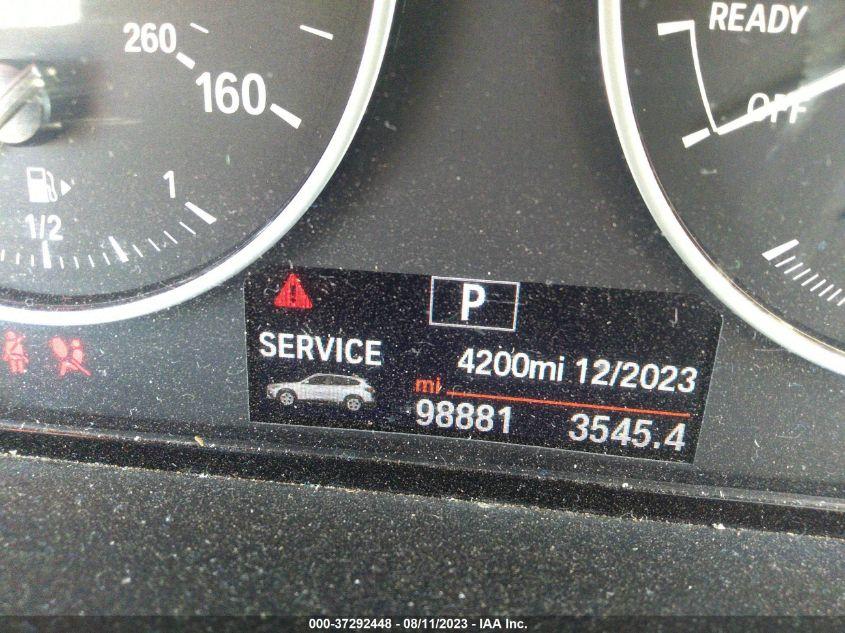 260
160
1
1/2
READY
OFF
P
SERVICE
4200mi 12/2023
mi
98881 3545.4
000-37292448 - 08/11/2023 - IAA Inc.